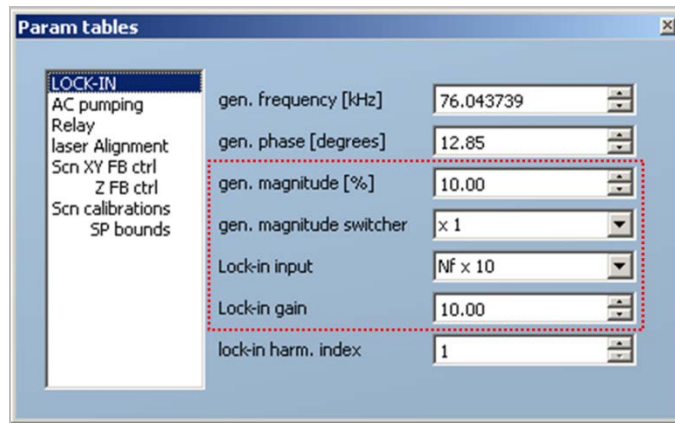 Param tables
LOCK-IN
AC pumping
Relay
laser Alignment
Scn XY FB ctrl
Z FB ctrl
Scn calibrations
SP bounds
gen. frequency [kHz] 76.043739
gen. phase [degrees] 12.85
gen. magnitude [%] 10.00
gen. magnitude switcher x 1
Lock-in input Nf x 10
Lock-in gain 10.00
lock-in harm. index 1